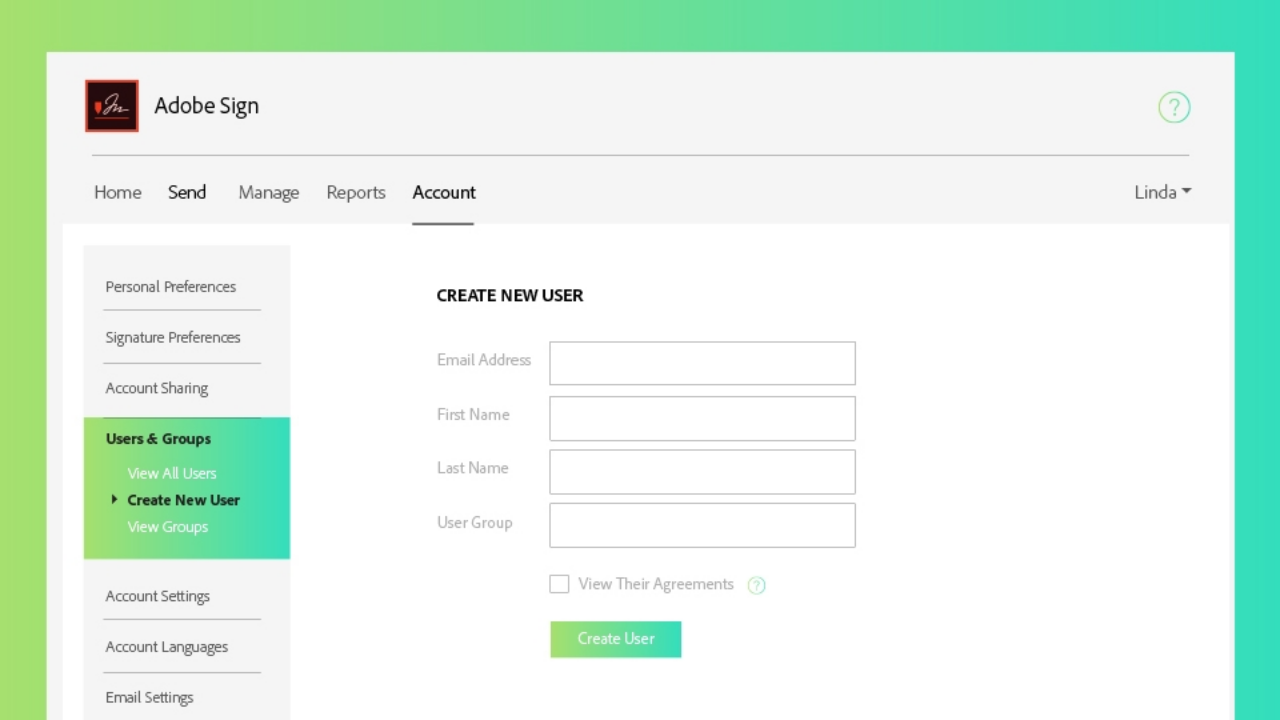 Adobe Sign
?
Home Send Manage Reports Account Linda
Personal Preferences
Signature Preferences
Account Sharing
Users & Groups
View All Users
Create New User
View Groups
Account Settings
Account Languages
Email Settings
CREATE NEW USER
Email Address
First Name
Last Name
User Group
View Their Agreements ?
Create User